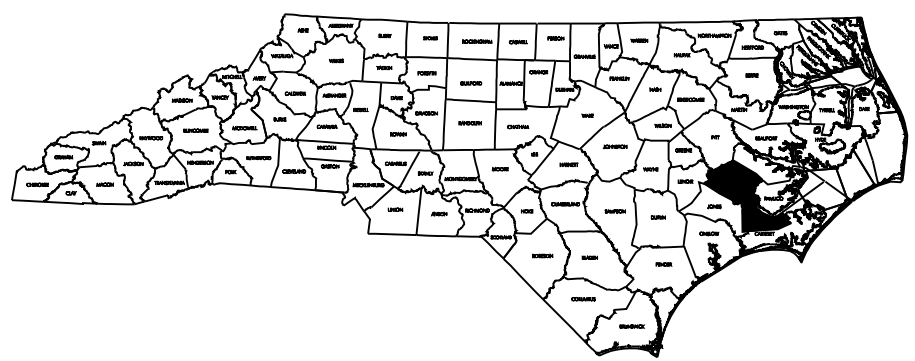 ASHE
ALLEGHANY
SURRY
STOKES
ROCKINGHAM
CASWELL
PERSON
GRANVILLE
VANCE
WARREN
NORTHAMPTON
GATES
HERTFORD
HALIFAX
WATAUGA
WILKES
YADKIN
FORSYTH
GUILFORD
ALAMANCE
ORANGE
DURHAM
FRANKLIN
NASH
BERTIE
MITCHELL
AVERY
CALDWELL
ALEXANDER
IREDELL
DAVIE
DAVIDSON
RANDOLPH
CHATHAM
WAKE
EDGECOMBE
MARTIN
WASHINGTON
TYRRELL
DARE
MADISON
YANCEY
BURKE
MCDOWELL
CATAWBA
ROWAN
JOHNSTON
WILSON
PITT
BEAUFORT
HYDE
BUNCOMBE
HAYWOOD
SWAIN
GRAHAM
LINCOLN
GREENE
CHEROKEE
CLAY
MACON
JACKSON
TRANSYLVANIA
HENDERSON
POLK
RUTHERFORD
CLEVELAND
GASTON
MECKLENBURG
CABARRUS
STANLY
MONTGOMERY
MOORE
LEE
HARNETT
WAYNE
LENOIR
JONES
PAMLICO
UNION
ANSON
RICHMOND
SCOTLAND
HOKE
CUMBERLAND
SAMPSON
DUPLIN
ONSLOW
CARTERET
ROBESON
BLADEN
PENDER
COLUMBUS
BRUNSWICK